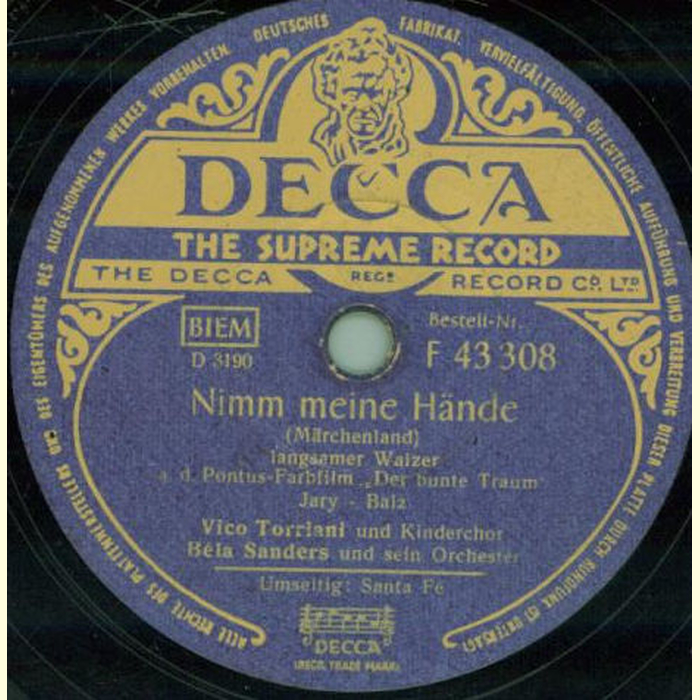 ALLE RECHTE DES PLATTENHERSTELLERS UND DES EIGENTÜMERS DES AUFGENOMMENEN WERKES VORBEHALTEN. DEUTSCHES FABRIKAT. VERVIELFÄLTIGUNG, ÖFFENTLICHE AUFFÜHRUNG UND VERBREITUNG DIESER PLATTE DURCH RUNDFUNK IST UNTERSAGT
DECCA
THE SUPREME RECORD
THE DECCA REGD RECORD CO. LTD.
BIEM
Bestell-Nr.
D 3190
F 43 308
Nimm meine Hände
(Märchenland)
langsamer Walzer
a. d. Pontus-Farbfilm „Der bunte Traum"
Jary - Balz
Vico Torriani und Kinderchor
Béla Sanders und sein Orchester
Umseitig: Santa Fé
DECCA
(REGD. TRADE MARK)